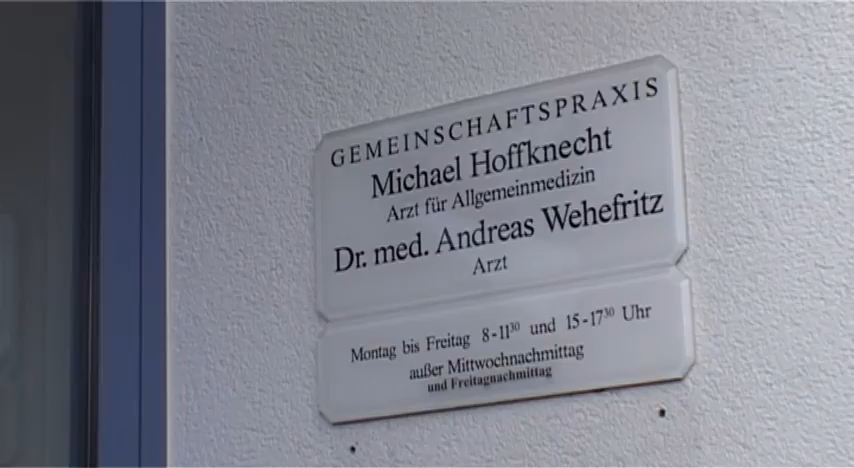 GEMEINSCHAFTSPRAXIS
Michael Hoffknecht
Arzt für Allgemeinmedizin
Dr. med. Andreas Wehefritz
Arzt
Montag bis Freitag 8-11³⁰ und 15-17³⁰ Uhr
außer Mittwochnachmittag
und Freitagnachmittag